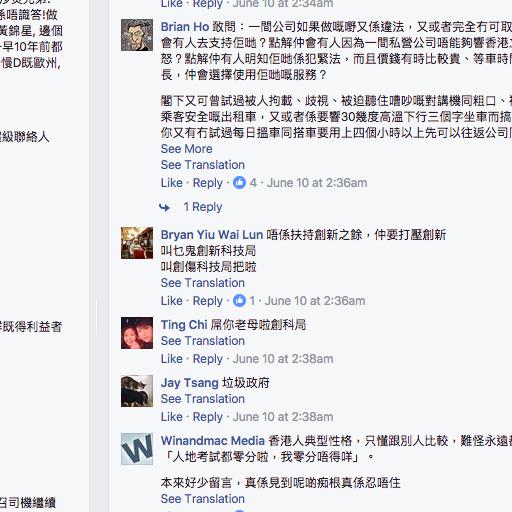 係唔識答!做
黃錦星, 邊個
早10年前都
慢D既歐州,
級聯絡人
既得利益者
召司機繼續
Like · Reply · June 10 at 2:34am
Brian Ho 敢問：一間公司如果做嘅嘢又係違法，又或者完全冇可取
會有人去支持佢哋？點解仲會有人因為一間私營公司唔能夠響香港
怒？點解有人明知佢哋係犯緊法，而且價錢有時比較貴、等車時
長，仲會選擇使用佢哋嘅服務？
閣下又可曾試過被人拘載、歧視、被迫聽住嘈吵嘅對講機同粗口、
乘客安全嘅出租車，又或者係要響30幾度高溫下行三個字坐車而搞
你又有冇試過每日搵車同搭車要用上四個小時以上先可以往返公司
See More
See Translation
Like · Reply · 4 · June 10 at 2:36am
1 Reply
Bryan Yiu Wai Lun 唔係扶持創新之餘，仲要打壓創新
叫乜鬼創新科技局
叫創傷科技局把啦
See Translation
Like · Reply · 1 · June 10 at 2:36am
Ting Chi 屌你老母啦創科局
See Translation
Like · Reply · June 10 at 2:38am
Jay Tsang 垃圾政府
See Translation
Like · Reply · June 10 at 2:38am
Winandmac Media 香港人典型性格，只懂跟別人比較，難怪永遠
「人地考試都零分啦，我零分唔得咩」。
本來好少留言，真係見到呢啲痴根真係忍唔住
See Translation